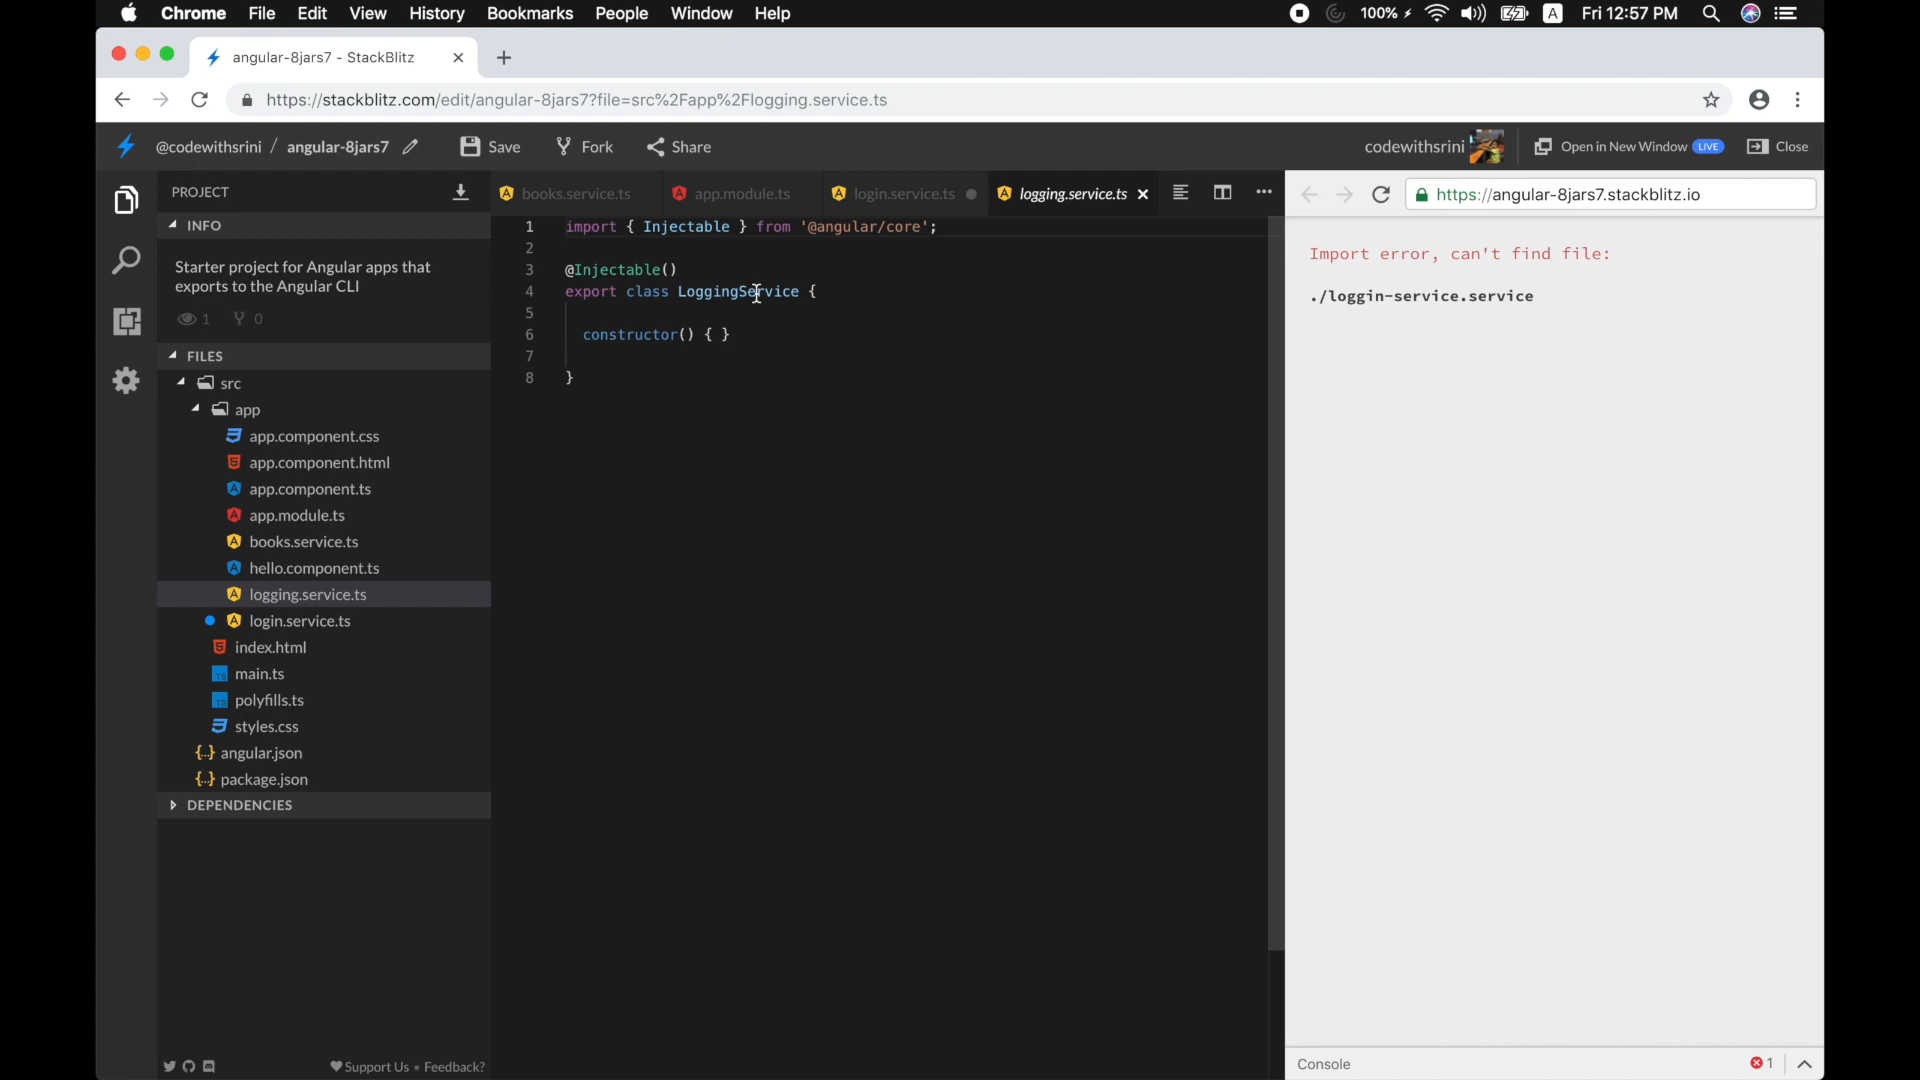 Chrome File Edit View History Bookmarks People Window Help 100% A Fri 12:57 PM
angular-8jars7 - StackBlitz
https://stackblitz.com/edit/angular-8jars7?file=src%2Fapp%2Flogging.service.ts
@codewithsrini / angular-8jars7 Save Fork Share codewithsrini Open in New Window LIVE Close
PROJECT
books.service.ts app.module.ts login.service.ts logging.service.ts
https://angular-8jars7.stackblitz.io
INFO
Starter project for Angular apps that
exports to the Angular CLI
1 0
FILES
src
app
app.component.css
app.component.html
app.component.ts
app.module.ts
books.service.ts
hello.component.ts
logging.service.ts
login.service.ts
index.html
main.ts
polyfills.ts
styles.css
{..} angular.json
{..} package.json
DEPENDENCIES
Support Us • Feedback?
1 import { Injectable } from '@angular/core';
2
3 @Injectable()
4 export class LoggingService {
5
6 constructor() { }
7
8 }
Import error, can't find file:
./loggin-service.service
Console 1